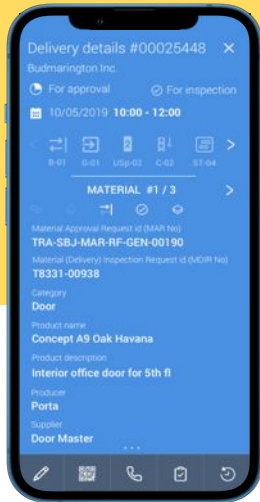 Delivery details #00025448
Budmarington Inc.
For approval
For inspection
10/05/2019 10:00 - 12:00
B-01 G-01 USp-02 C-02 ST-04
MATERIAL #1 / 3
Material Approval Request id (MAR No)
TRA-SBJ-MAR-RF-GEN-00190
Material (Delivery) Inspection Request id (MDIR No)
T8331-00938
Category
Door
Product name
Concept A9 Oak Havana
Product description
Interior office door for 5th fl
Producer
Porta
Supplier
Door Master